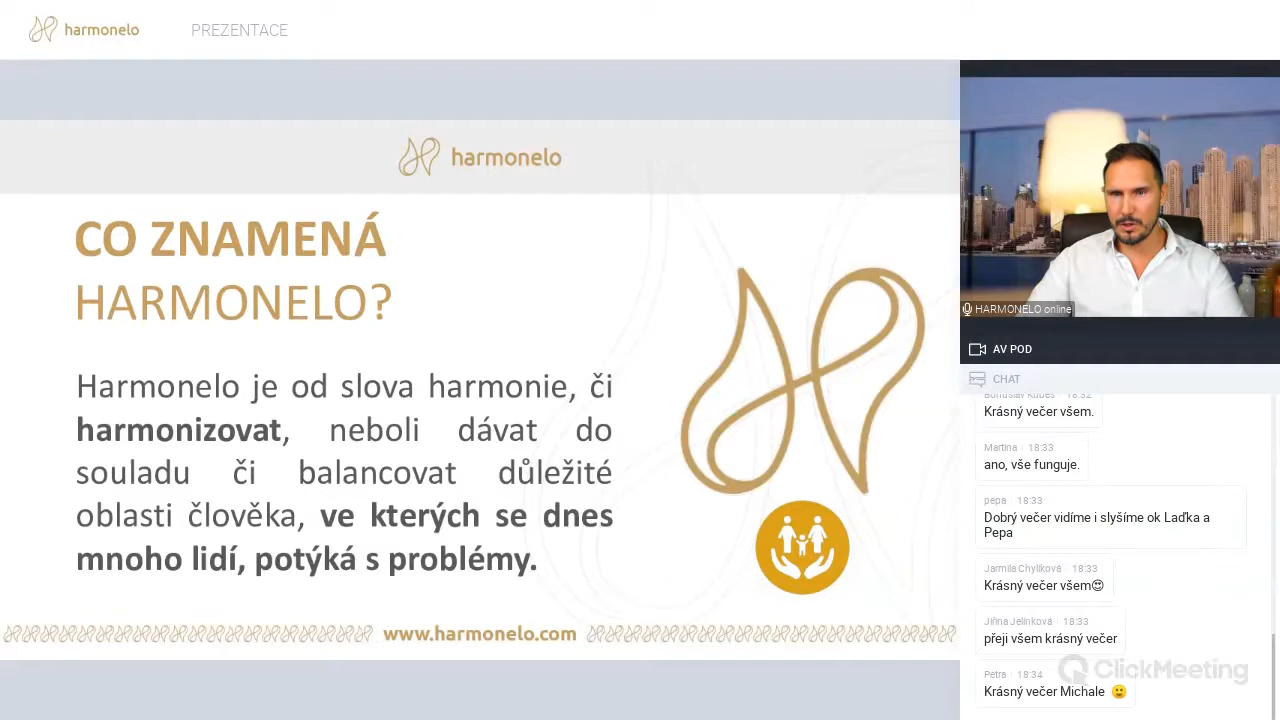 harmonelo
PREZENTACE
harmonelo
CO ZNAMENÁ
HARMONELO?
Harmonelo je od slova harmonie, či
harmonizovat, neboli dávat do
souladu či balancovat důležité
oblasti člověka, ve kterých se dnes
mnoho lidí, potýká s problémy.
www.harmonelo.com
HARMONELO online
AV POD
CHAT
18:32
Krásný večer všem.
Martina 18:33
ano, vše funguje.
pepa 18:33
Dobrý večer vidíme i slyšíme ok Laďka a
Pepa
Jarmila Chylíková 18:33
Krásný večer všem😍
Jiřina Jelínková 18:33
přeji všem krásný večer
Petra 18:34
Krásný večer Michale 🙂
ClickMeeting